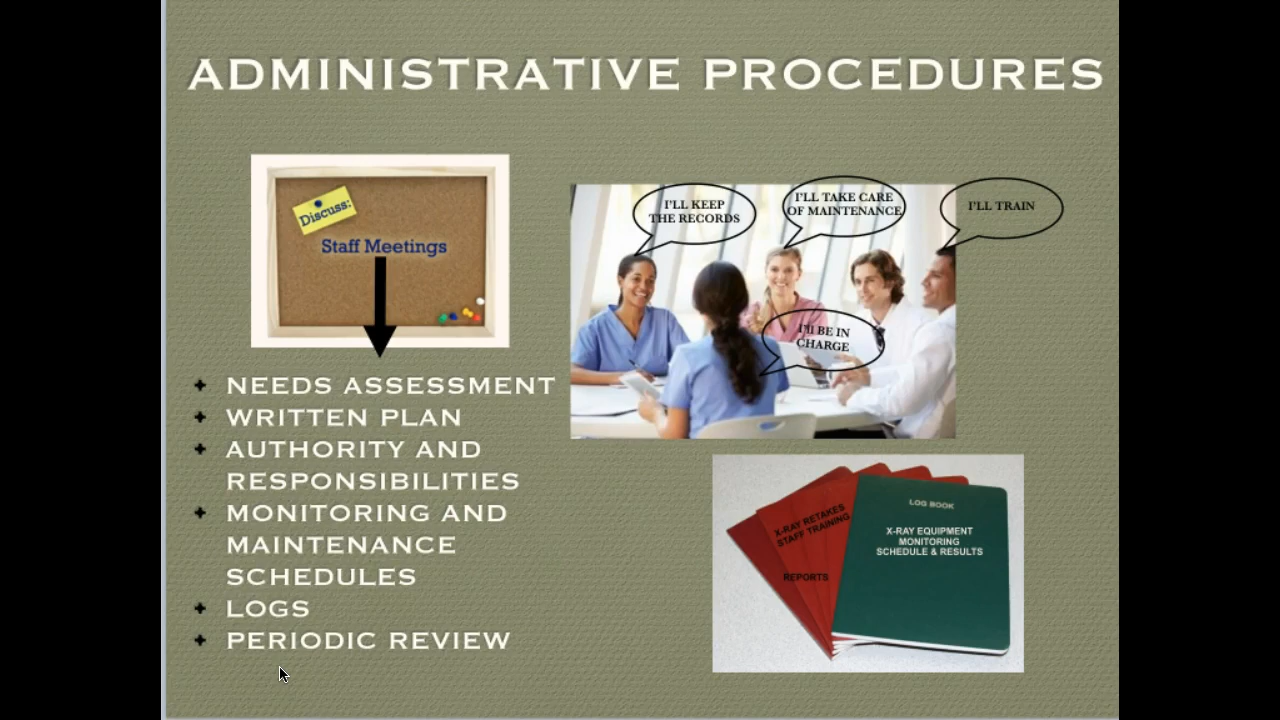 ADMINISTRATIVE PROCEDURES
Discuss:
Staff Meetings
NEEDS ASSESSMENT
WRITTEN PLAN
AUTHORITY AND
RESPONSIBILITIES
MONITORING AND
MAINTENANCE
SCHEDULES
LOGS
PERIODIC REVIEW
I'LL KEEP
THE RECORDS
I'LL TAKE CARE
OF MAINTENANCE
I'LL TRAIN
I'll BE IN
CHARGE
X-RAY RETAKES
STAFF TRAINING
REPORTS
LOG BOOK
X-RAY EQUIPMENT
MONITORING
SCHEDULE & RESULTS